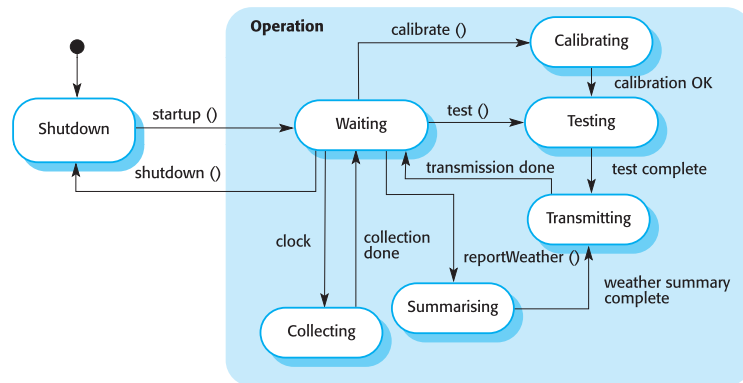 Operation
calibrate ()
Calibrating
calibration OK
Shutdown
startup ()
Waiting
test ()
Testing
shutdown ()
transmission done
test complete
Transmitting
clock
collection
done
reportWeather ()
weather summary
complete
Summarising
Collecting